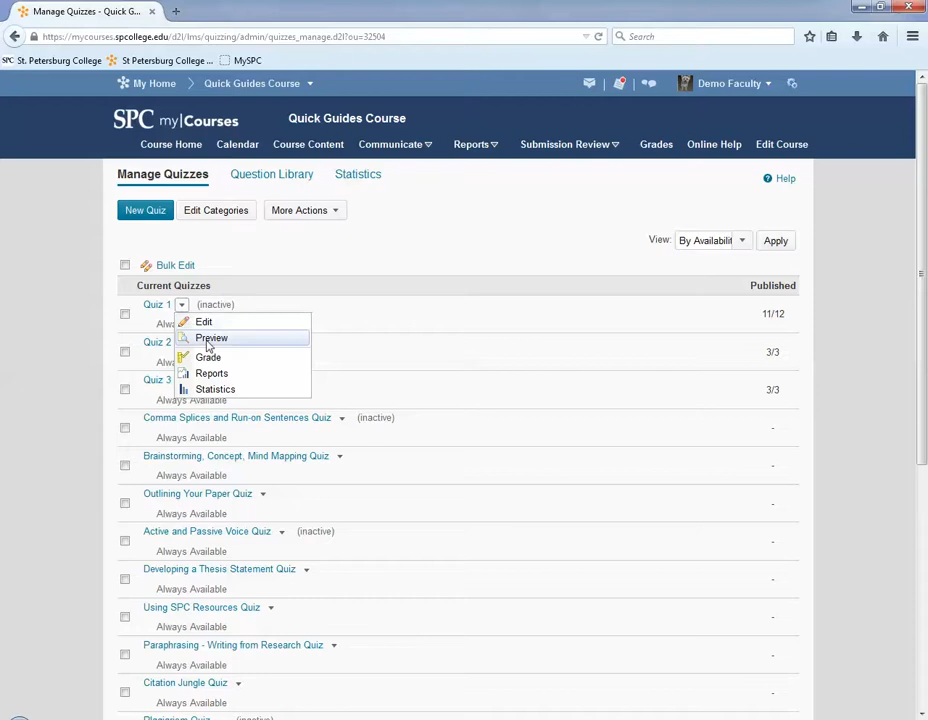 Manage Quizzes - Quick G...
https://mycourses.spcollege.edu/d2l/lms/quizzing/admin/quizzes_manage.d2l?ou=32504
Search
St. Petersburg College
St Petersburg College ...
MySPC
My Home
Quick Guides Course
Demo Faculty
SPC my|Courses
Quick Guides Course
Course Home
Calendar
Course Content
Communicate
Reports
Submission Review
Grades
Online Help
Edit Course
Manage Quizzes
Question Library
Statistics
Help
New Quiz
Edit Categories
More Actions
View:
By Availabilit
Apply
Bulk Edit
Current Quizzes
Published
Quiz 1
(inactive)
11/12
Edit
Alwa
Preview
Quiz 2
3/3
Grade
Alwa
Reports
Quiz 3
3/3
Statistics
Always Available
Comma Splices and Run-on Sentences Quiz
(inactive)
-
Always Available
Brainstorming, Concept, Mind Mapping Quiz
-
Always Available
Outlining Your Paper Quiz
-
Always Available
Active and Passive Voice Quiz
(inactive)
-
Always Available
Developing a Thesis Statement Quiz
-
Always Available
Using SPC Resources Quiz
-
Always Available
Paraphrasing - Writing from Research Quiz
-
Always Available
Citation Jungle Quiz
-
Always Available
Plagiarism Quiz
(inactive)